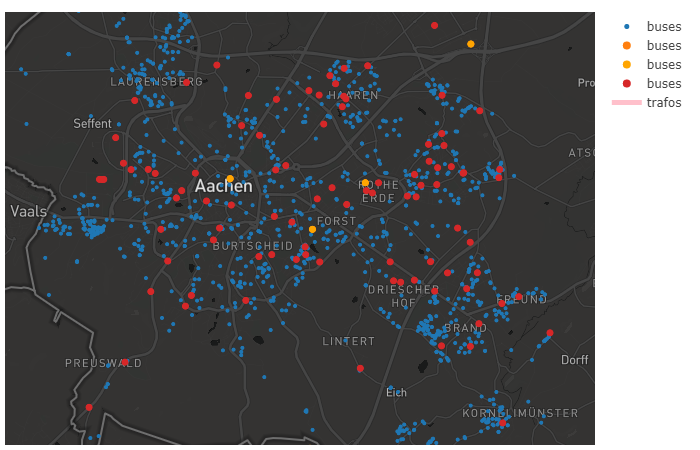 buses
buses
buses
buses
trafos
LAURENSBERG
Pro
HAAREN
Seffent
ATSC
Aachen
ROTHE
ERDE
Vaals
FORST
BURTSCHEID
DRIESCHER
HOF
FREUND
BRAND
LINTERT
PREUSWALD
Dorff
Eich
KORNELIMÜNSTER